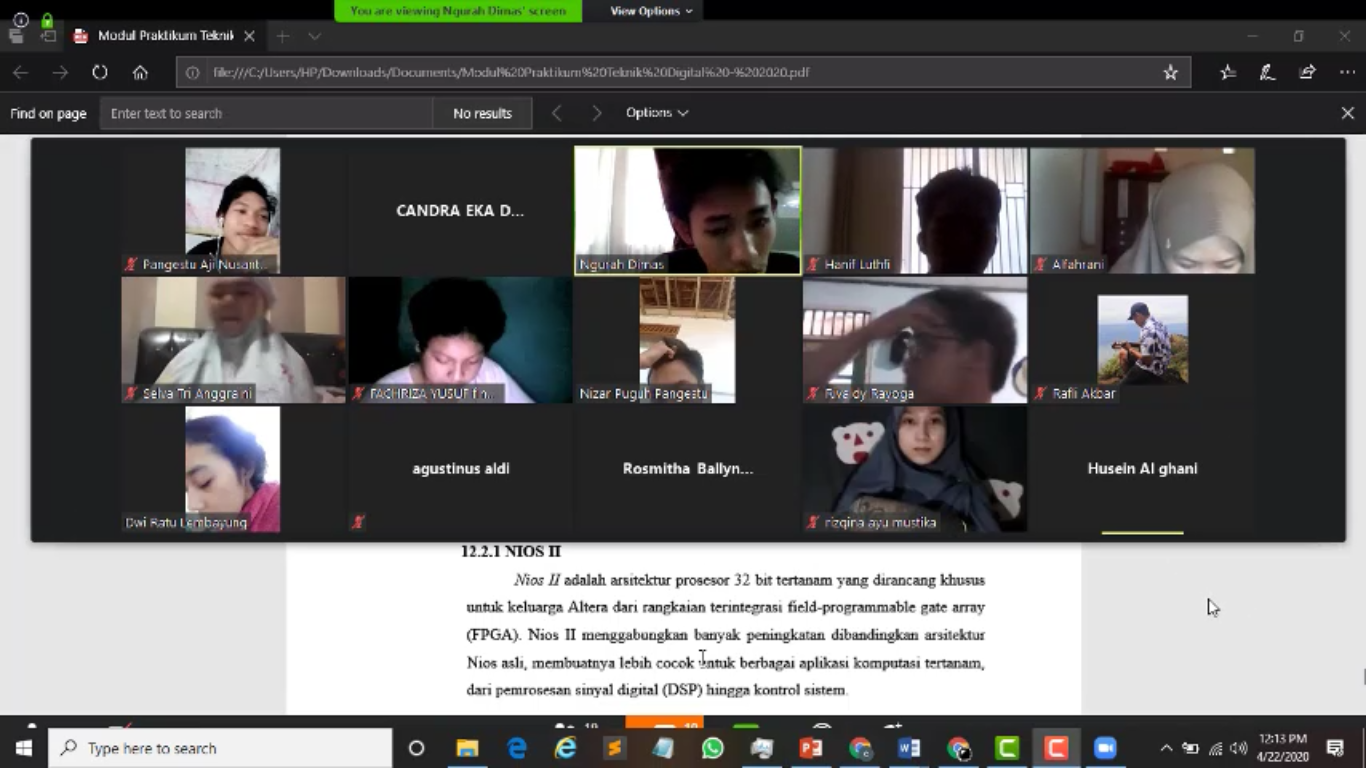 You are viewing Ngurah Dimas' screen
View Options
Modul Praktikum Teknik
file:///C:/Users/HP/Downloads/Documents/Modul%20Praktikum%20Teknik%20Digital%20-%202020.pdf
Find on page
Enter text to search
No results
Options
CANDRA EKA D...
Pangestu Aji Nusant...
Ngurah Dimas
Hanif Luthfi
Alfahrani
Selva Tri Anggraini
FACHRIZA YUSUF
Nizar Puguh Pangestu
Rivaldy Rayoga
Rafli Akbar
agustinus aldi
Rosmitha Ballyn...
Husein Al ghani
Dwi Ratu Lembayung
rizqina ayu mustika
12.2.1 NIOS II
Nios II adalah arsitektur prosesor 32 bit tertanam yang dirancang khusus
untuk keluarga Altera dari rangkaian terintegrasi field-programmable gate array
(FPGA). Nios II menggabungkan banyak peningkatan dibandingkan arsitektur
Nios asli, membuatnya lebih cocok untuk berbagai aplikasi komputasi tertanam,
dari pemrosesan sinyal digital (DSP) hingga kontrol sistem.
Type here to search
12:13 PM
4/22/2020